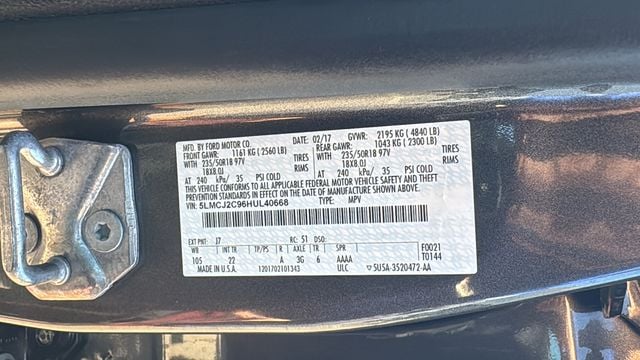 MFD. BY FORD MOTOR CO. DATE: 02/17 GVWR: 2195 KG ( 4840 LB)
FRONT GAWR: 1161 KG ( 2560 LB) REAR GAWR: 1043 KG ( 2300 LB)
WITH 235/50R18 97V TIRES WITH 235/50R18 97V TIRES
18X8.0J RIMS 18X8.0J RIMS
AT 240 kPa/ 35 PSI COLD AT 240 kPa/ 35 PSI COLD
THIS VEHICLE CONFORMS TO ALL APPLICABLE FEDERAL MOTOR VEHICLE SAFETY AND
THEFT PREVENTION STANDARDS IN EFFECT ON THE DATE OF MANUFACTURE SHOWN ABOVE.
VIN: 5LMCJ2C96HUL40668 TYPE: MPV
EXT PNT: J7 RC: 51 DSO: F0021
WB INT TR TP/PS R AXLE TR SPR T0144
105 22 A 3G 6 AAAA
MADE IN U.S.A. 1201702101343 ULC 5U5A-3520472-AA